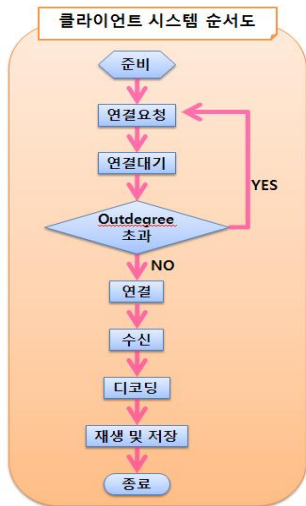 클라이언트 시스템 순서도
준비
연결요청
연결대기
YES
Outdegree
초과
NO
연결
수신
디코딩
재생 및 저장
종료